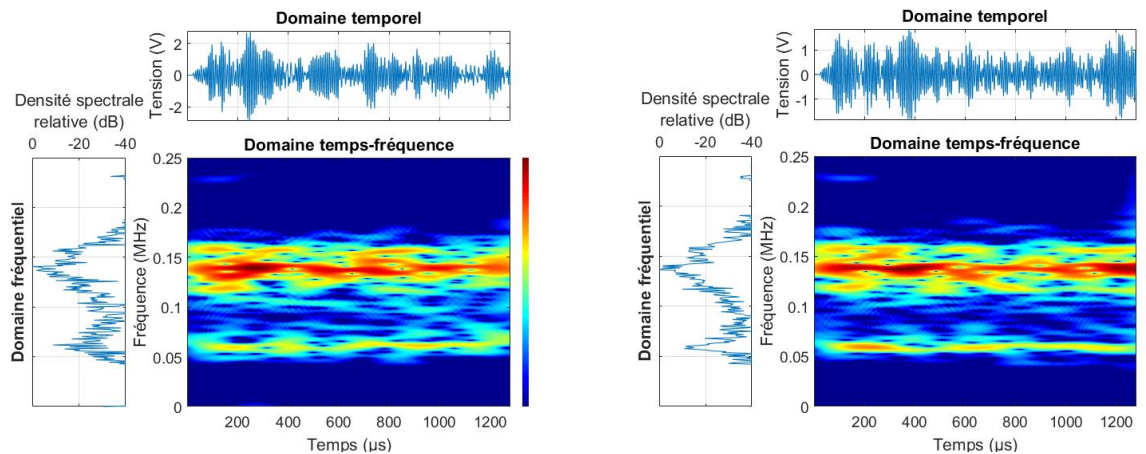 Domaine temporel
Tension (V)
2
0
-2
Densité spectrale
relative (dB)
0
-20
-40
Domaine temps-fréquence
Domaine fréquentiel
Fréquence (MHz)
0.25
0.2
0.15
0.1
0.05
0
200
400
600
800
1000
1200
Temps (µs)
Domaine temporel
Tension (V)
1
0
-1
Densité spectrale
relative (dB)
0
-20
-40
Domaine temps-fréquence
Domaine fréquentiel
Fréquence (MHz)
0.25
0.2
0.15
0.1
0.05
0
200
400
600
800
1000
1200
Temps (µs)